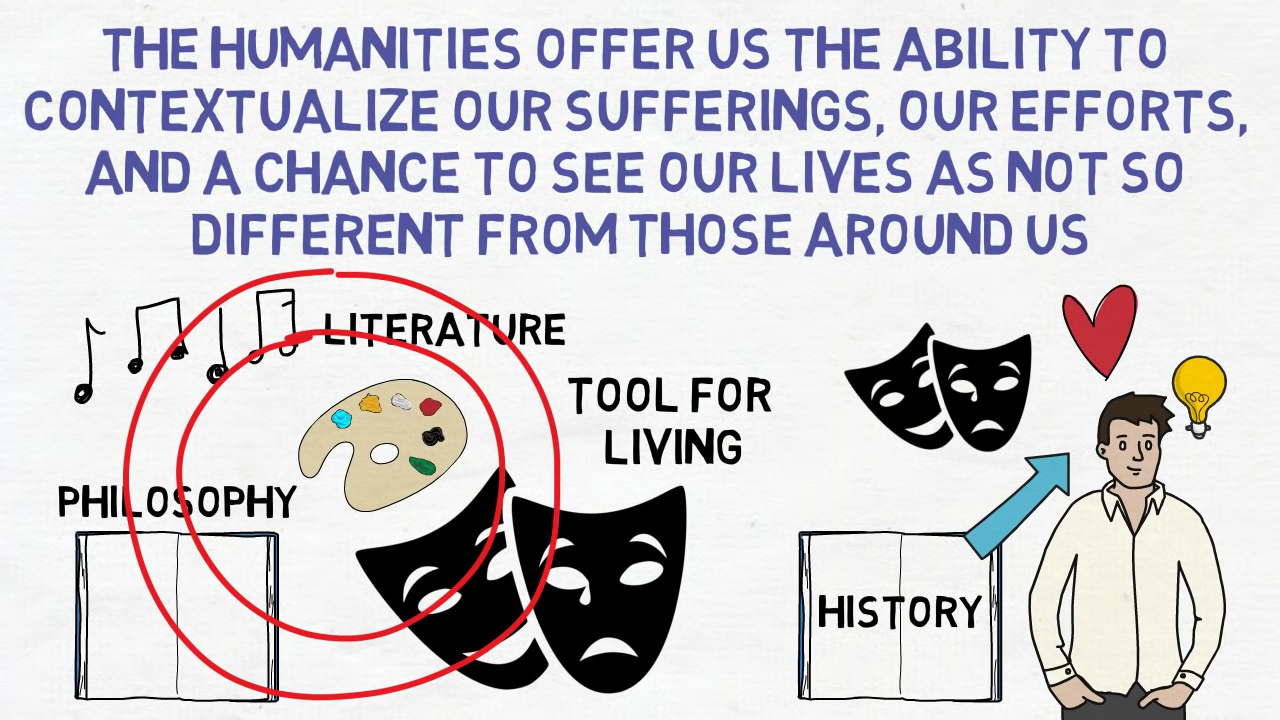 THE HUMANITIES OFFER US THE ABILITY TO
CONTEXTUALIZE OUR SUFFERINGS, OUR EFFORTS,
AND A CHANCE TO SEE OUR LIVES AS NOT SO
DIFFERENT FROM THOSE AROUND US
LITERATURE
TOOL FOR
LIVING
PHILOSOPHY
HISTORY